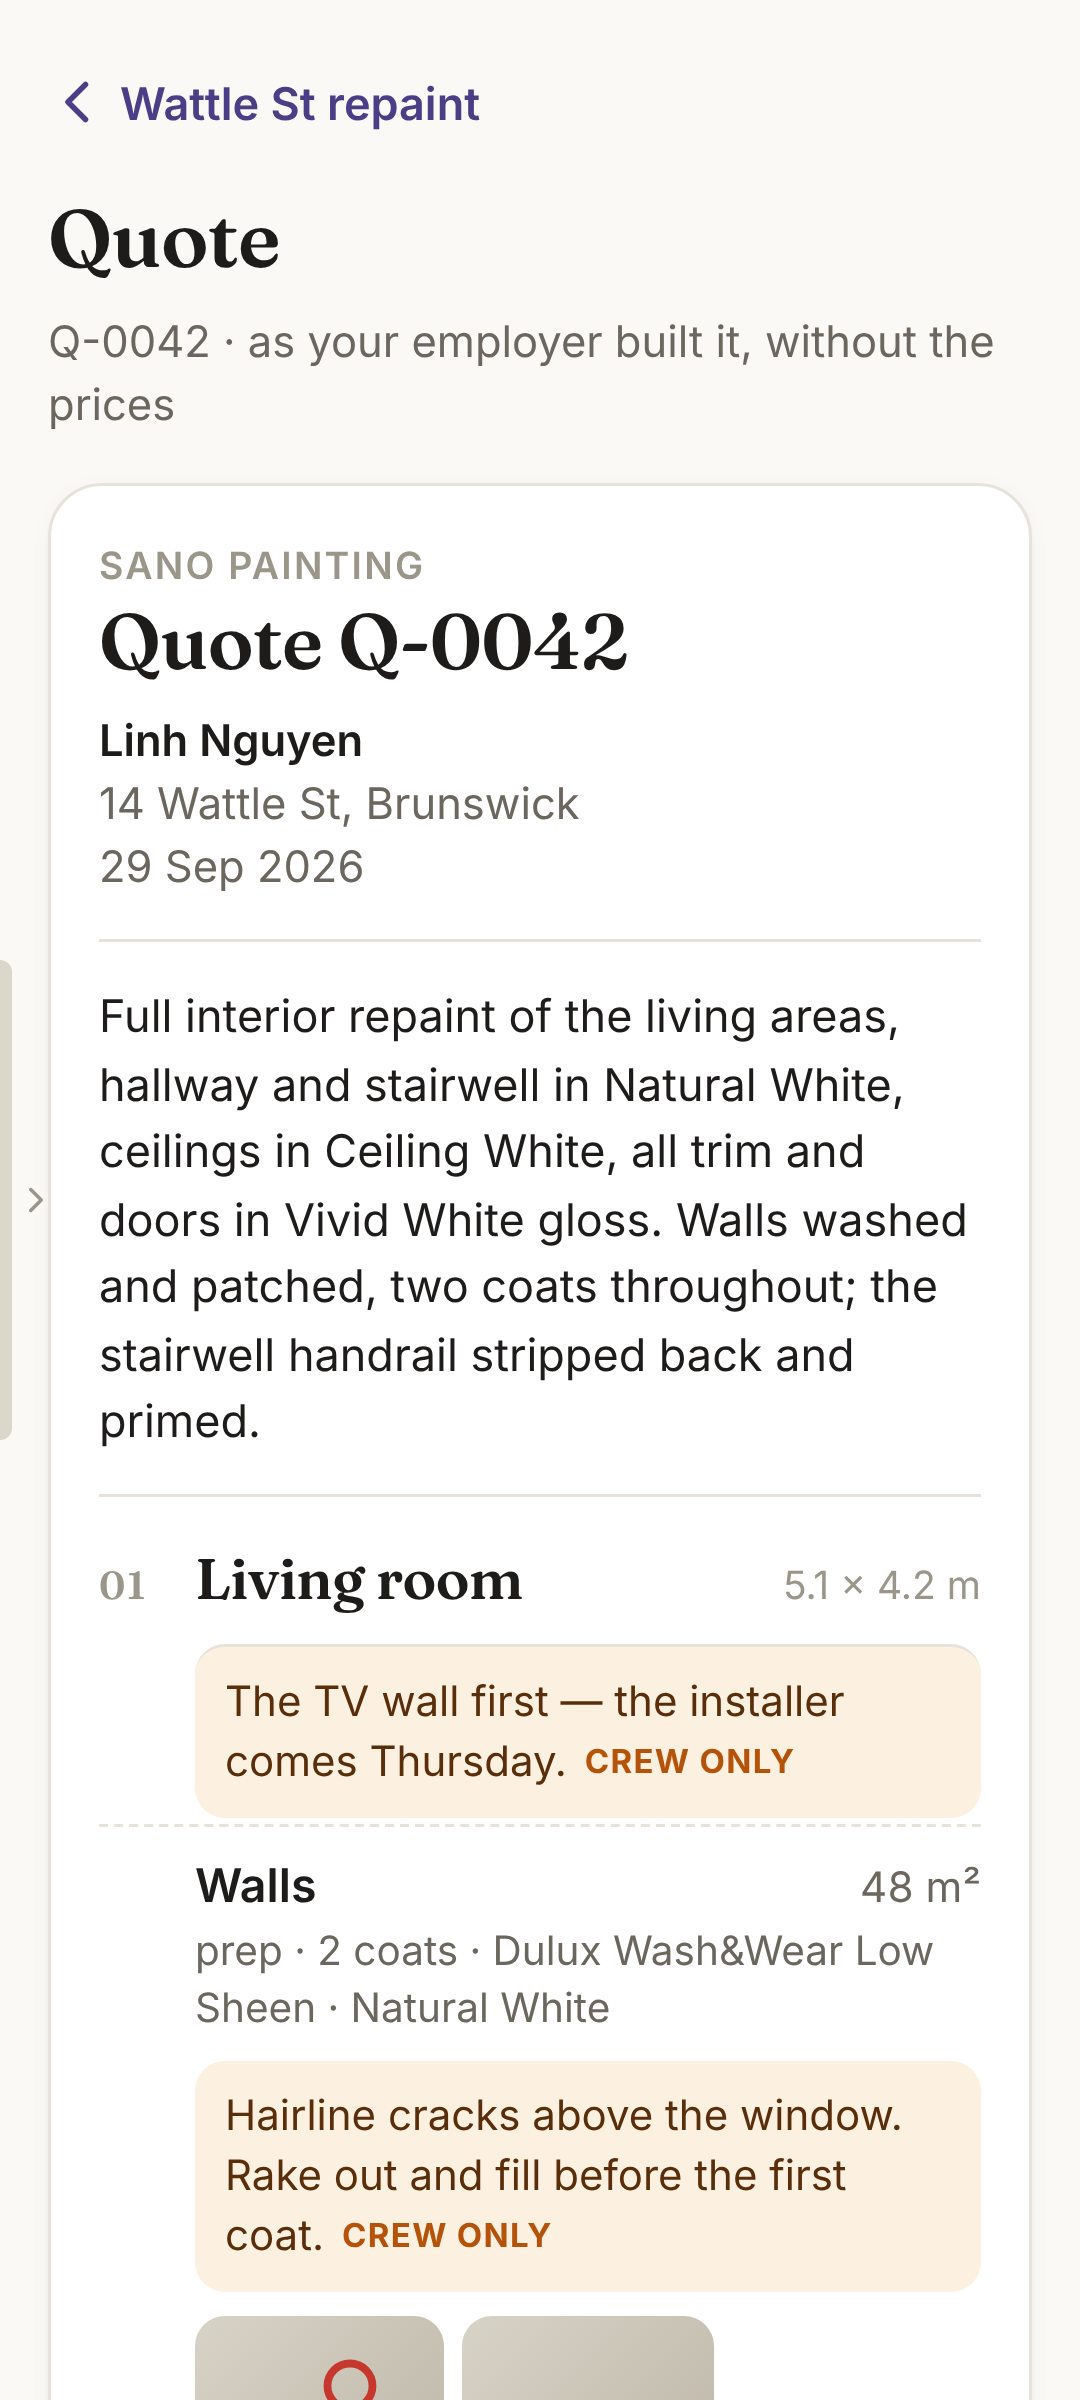 Wattle St repaint
Quote
Q-0042 · as your employer built it, without the
prices
SANO PAINTING
Quote Q-0042
Linh Nguyen
14 Wattle St, Brunswick
29 Sep 2026
Full interior repaint of the living areas,
hallway and stairwell in Natural White,
ceilings in Ceiling White, all trim and
doors in Vivid White gloss. Walls washed
and patched, two coats throughout; the
stairwell handrail stripped back and
primed.
01 Living room 5.1 × 4.2 m
The TV wall first — the installer
comes Thursday. CREW ONLY
Walls 48 m²
prep · 2 coats · Dulux Wash&Wear Low
Sheen · Natural White
Hairline cracks above the window.
Rake out and fill before the first
coat. CREW ONLY